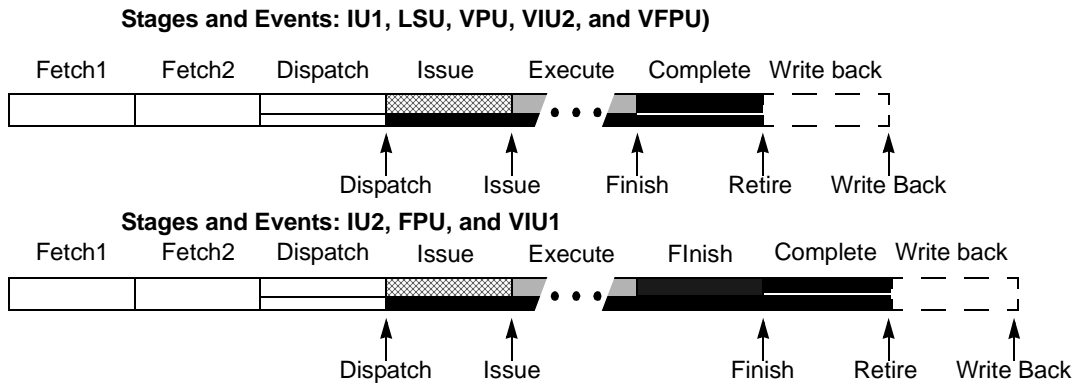 Stages and Events: IU1, LSU, VPU, VIU2, and VFPU)
Fetch1 Fetch2 Dispatch Issue Execute Complete Write back
Dispatch Issue Finish Retire Write Back
Stages and Events: IU2, FPU, and VIU1
Fetch1 Fetch2 Dispatch Issue Execute FInish Complete Write back
Dispatch Issue Finish Retire Write Back